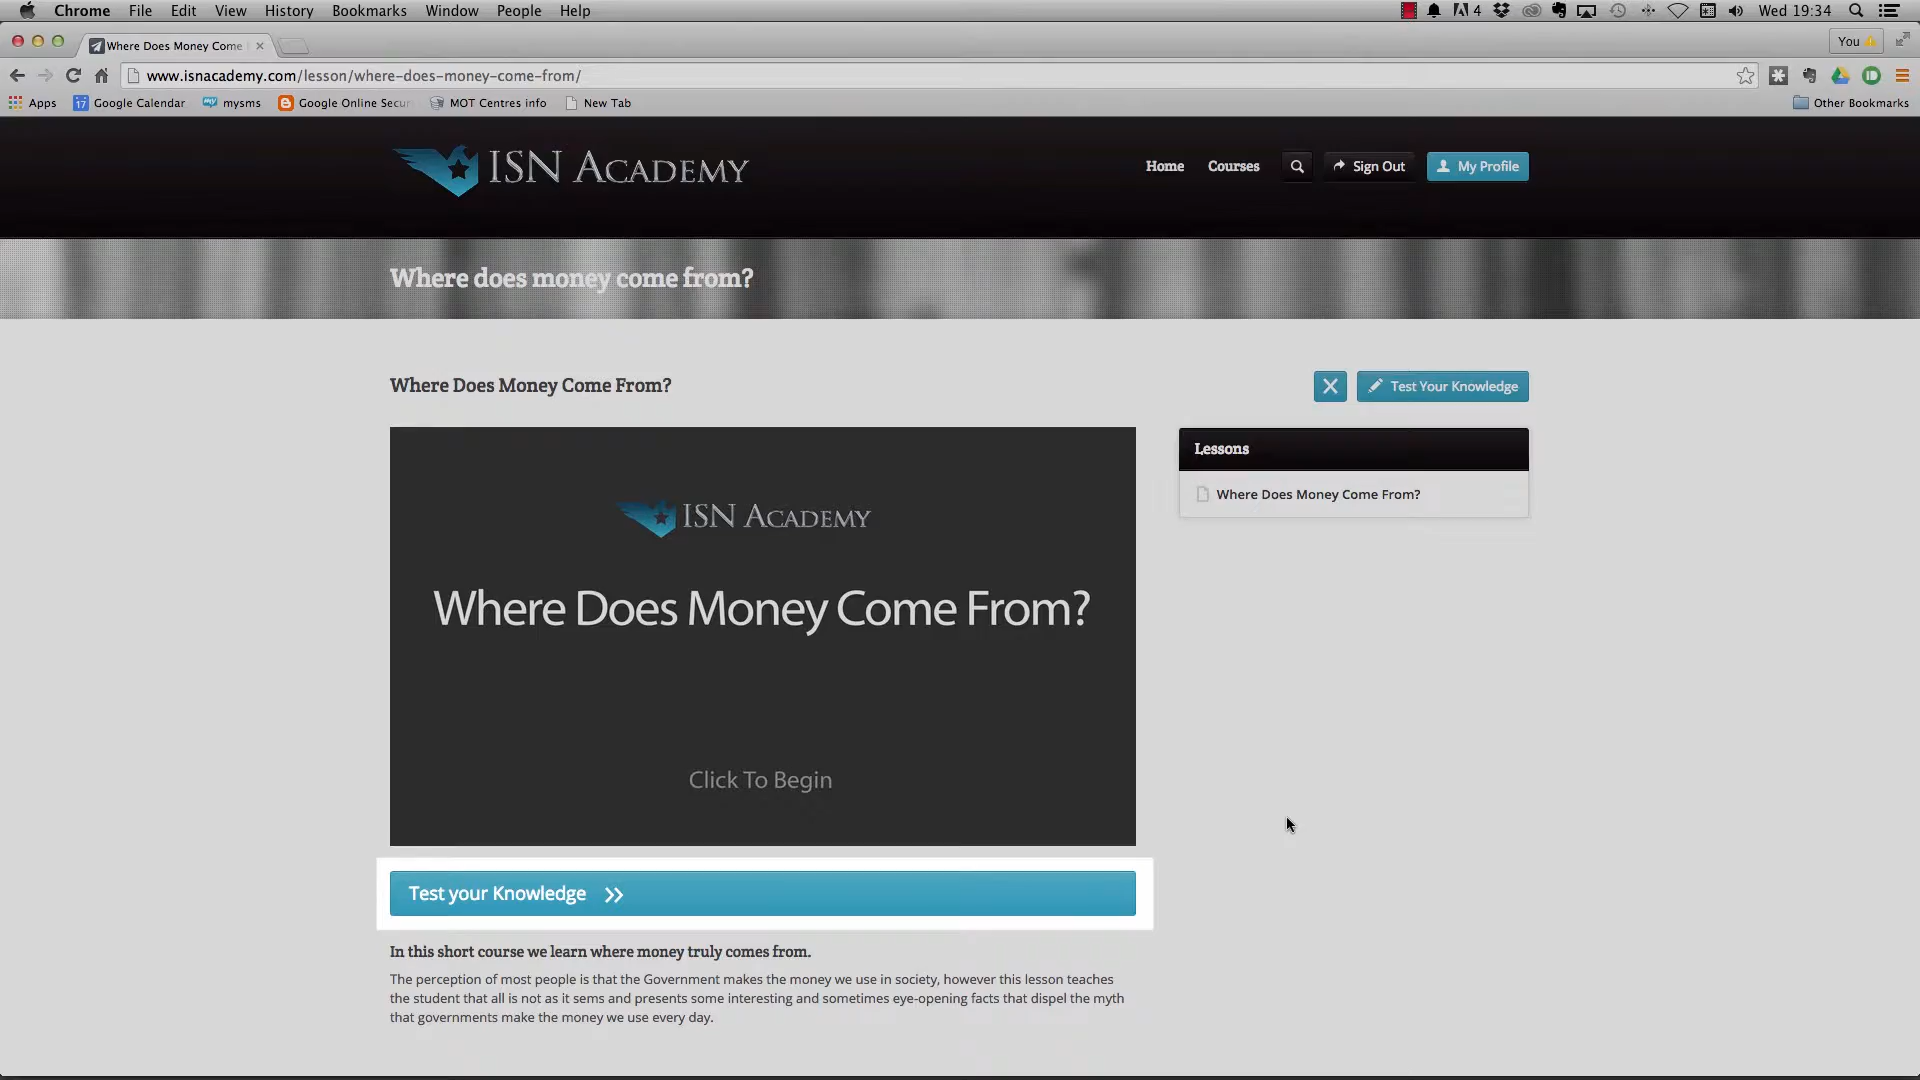 Chrome File Edit View History Bookmarks Window People Help
4 Wed 19:34
Where Does Money Come
You
www.isnacademy.com/lesson/where-does-money-come-from/
Apps 17 Google Calendar mysms Google Online Secur MOT Centres info New Tab Other Bookmarks
ISN ACADEMY
Home Courses Sign Out My Profile
Where does money come from?
Where Does Money Come From?
Test Your Knowledge
Lessons
Where Does Money Come From?
ISN ACADEMY
Where Does Money Come From?
Click To Begin
Test your Knowledge »
In this short course we learn where money truly comes from.
The perception of most people is that the Government makes the money we use in society, however this lesson teaches
the student that all is not as it sems and presents some interesting and sometimes eye-opening facts that dispel the myth
that governments make the money we use every day.